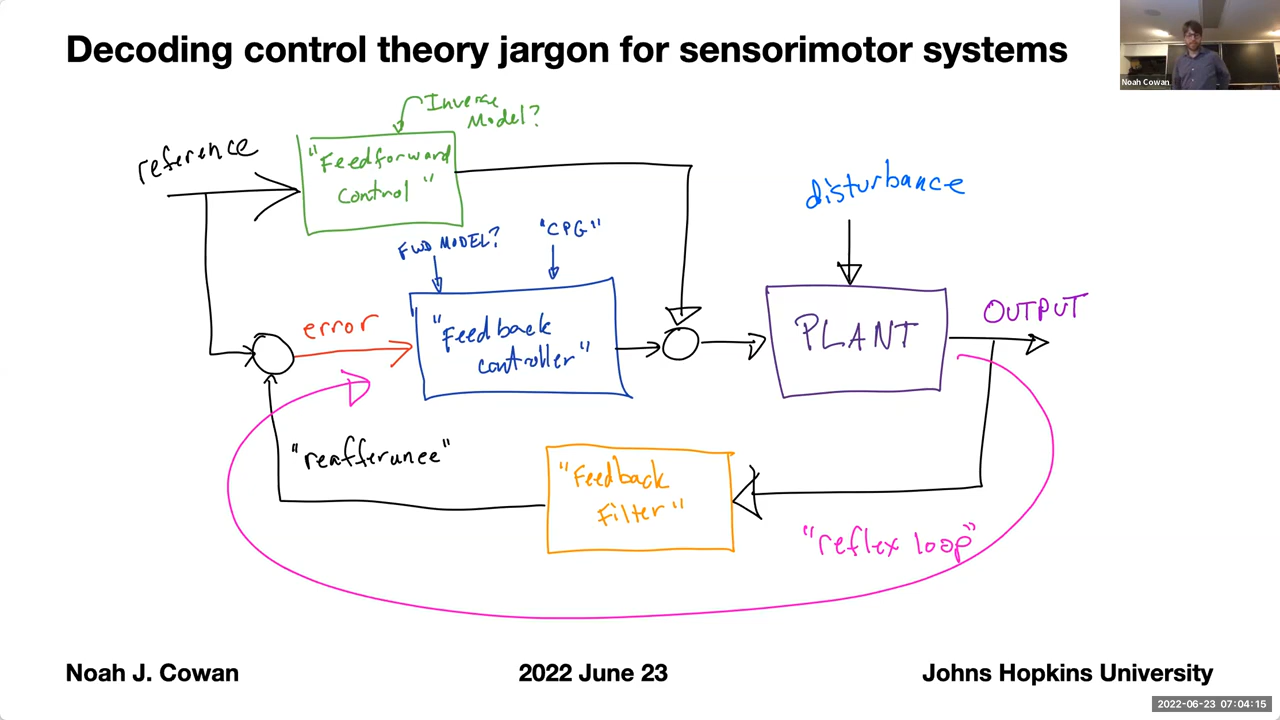 Decoding control theory jargon for sensorimotor systems
Noah Cowan
Inverse
Model?
reference
"Feedforward
control"
disturbance
FWD MODEL?
"CPG"
error
"Feedback
controller"
PLANT
OUTPUT
"reafferunce"
"Feedback
Filter"
"reflex loop"
Noah J. Cowan
2022 June 23
Johns Hopkins University
2022-06-23 07:04:15